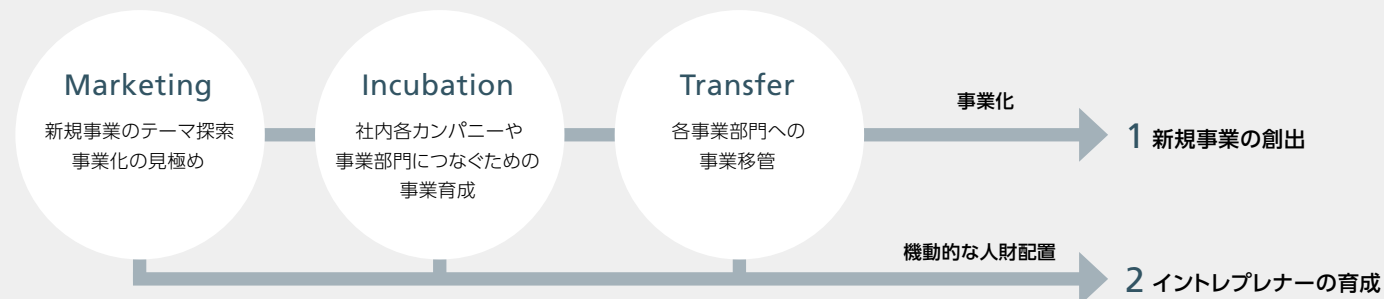 Marketing
新規事業のテーマ探索
事業化の見極め
Incubation
社内各カンパニーや
事業部門につなぐための
事業育成
Transfer
各事業部門への
事業移管
事業化
1 新規事業の創出
機動的な人財配置
2 イントレプレナーの育成